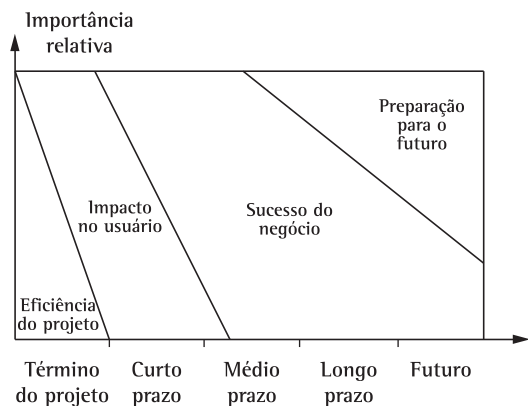 Importância
relativa
Preparação
para o
futuro
Impacto
no usuário
Sucesso do
negócio
Eficiência
do projeto
Término
do projeto
Curto
prazo
Médio
prazo
Longo
prazo
Futuro